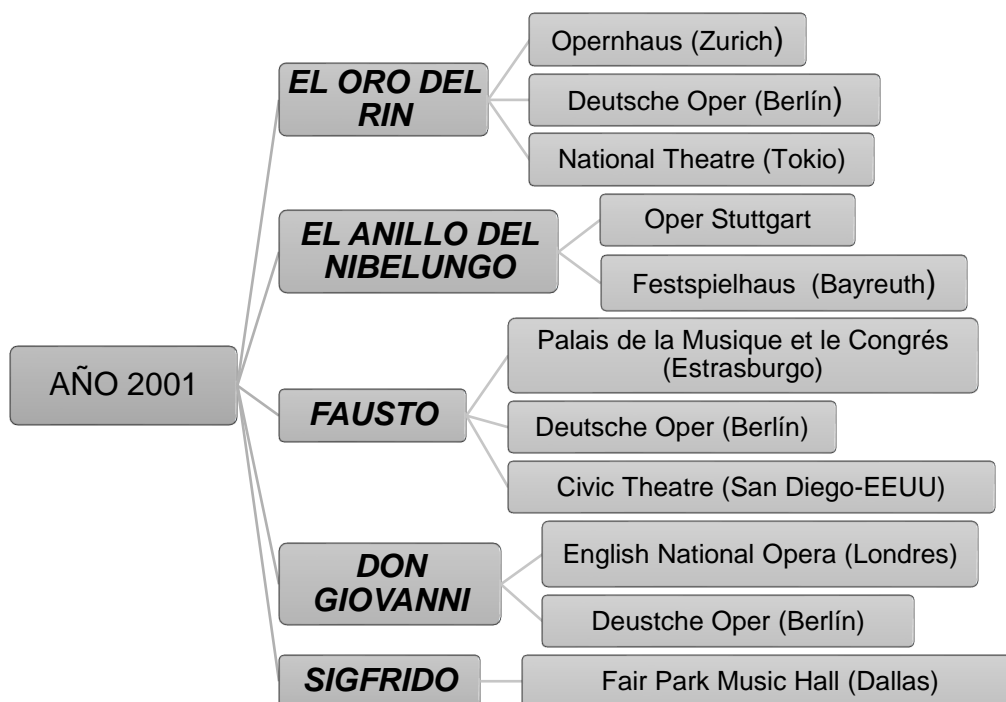 AÑO 2001
EL ORO DEL
RIN
Opernhaus (Zurich)
Deutsche Oper (Berlín)
National Theatre (Tokio)
EL ANILLO DEL
NIBELUNGO
Oper Stuttgart
Festspielhaus (Bayreuth)
FAUSTO
Palais de la Musique et le Congrés
(Estrasburgo)
Deutsche Oper (Berlín)
Civic Theatre (San Diego-EEUU)
DON
GIOVANNI
English National Opera (Londres)
Deustche Oper (Berlín)
SIGFRIDO
Fair Park Music Hall (Dallas)